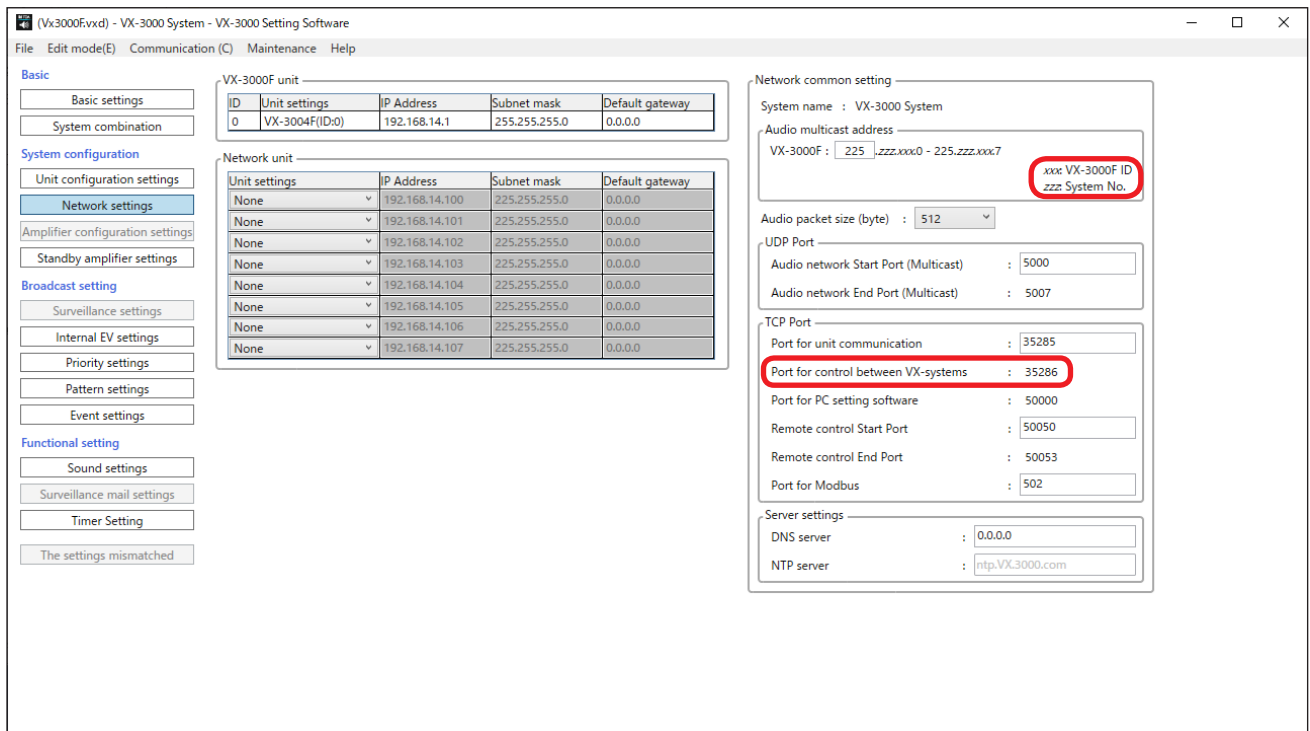 (Vx3000F.vxd) - VX-3000 System - VX-3000 Setting Software
File Edit mode(E) Communication (C) Maintenance Help
Basic
Basic settings
System combination
System configuration
Unit configuration settings
Network settings
Amplifier configuration settings
Standby amplifier settings
Broadcast setting
Surveillance settings
Internal EV settings
Priority settings
Pattern settings
Event settings
Functional setting
Sound settings
Surveillance mail settings
Timer Setting
The settings mismatched
VX-3000F unit
ID Unit settings IP Address Subnet mask Default gateway
0 VX-3004F(ID:0) 192.168.14.1 255.255.255.0 0.0.0.0
Network unit
Unit settings IP Address Subnet mask Default gateway
None 192.168.14.100 225.255.255.0 0.0.0.0
None 192.168.14.101 225.255.255.0 0.0.0.0
None 192.168.14.102 225.255.255.0 0.0.0.0
None 192.168.14.103 225.255.255.0 0.0.0.0
None 192.168.14.104 225.255.255.0 0.0.0.0
None 192.168.14.105 225.255.255.0 0.0.0.0
None 192.168.14.106 225.255.255.0 0.0.0.0
None 192.168.14.107 225.255.255.0 0.0.0.0
Network common setting
System name : VX-3000 System
Audio multicast address
VX-3000F : 225 .zzz.xxx.0 - 225.zzz.xxx.7
xxx: VX-3000F ID
zzz: System No.
Audio packet size (byte) : 512
UDP Port
Audio network Start Port (Multicast) : 5000
Audio network End Port (Multicast) : 5007
TCP Port
Port for unit communication : 35285
Port for control between VX-systems : 35286
Port for PC setting software : 50000
Remote control Start Port : 50050
Remote control End Port : 50053
Port for Modbus : 502
Server settings
DNS server : 0.0.0.0
NTP server : ntp.VX.3000.com